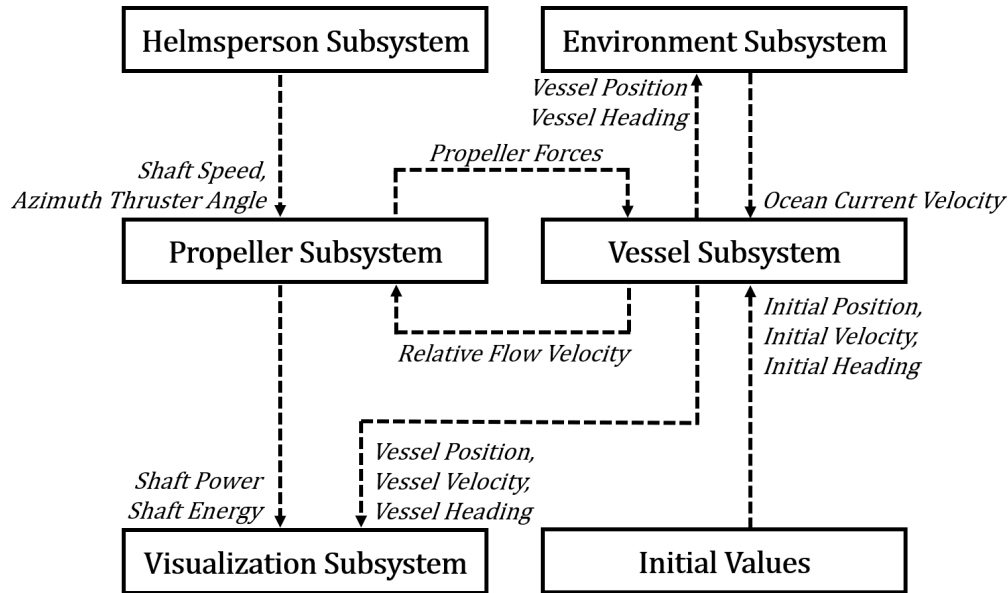 Helmsperson Subsystem
Environment Subsystem
Vessel Position
Vessel Heading
Propeller Forces
Shaft Speed,
Azimuth Thruster Angle
Ocean Current Velocity
Propeller Subsystem
Vessel Subsystem
Relative Flow Velocity
Initial Position,
Initial Velocity,
Initial Heading
Shaft Power
Shaft Energy
Vessel Position,
Vessel Velocity,
Vessel Heading
Visualization Subsystem
Initial Values